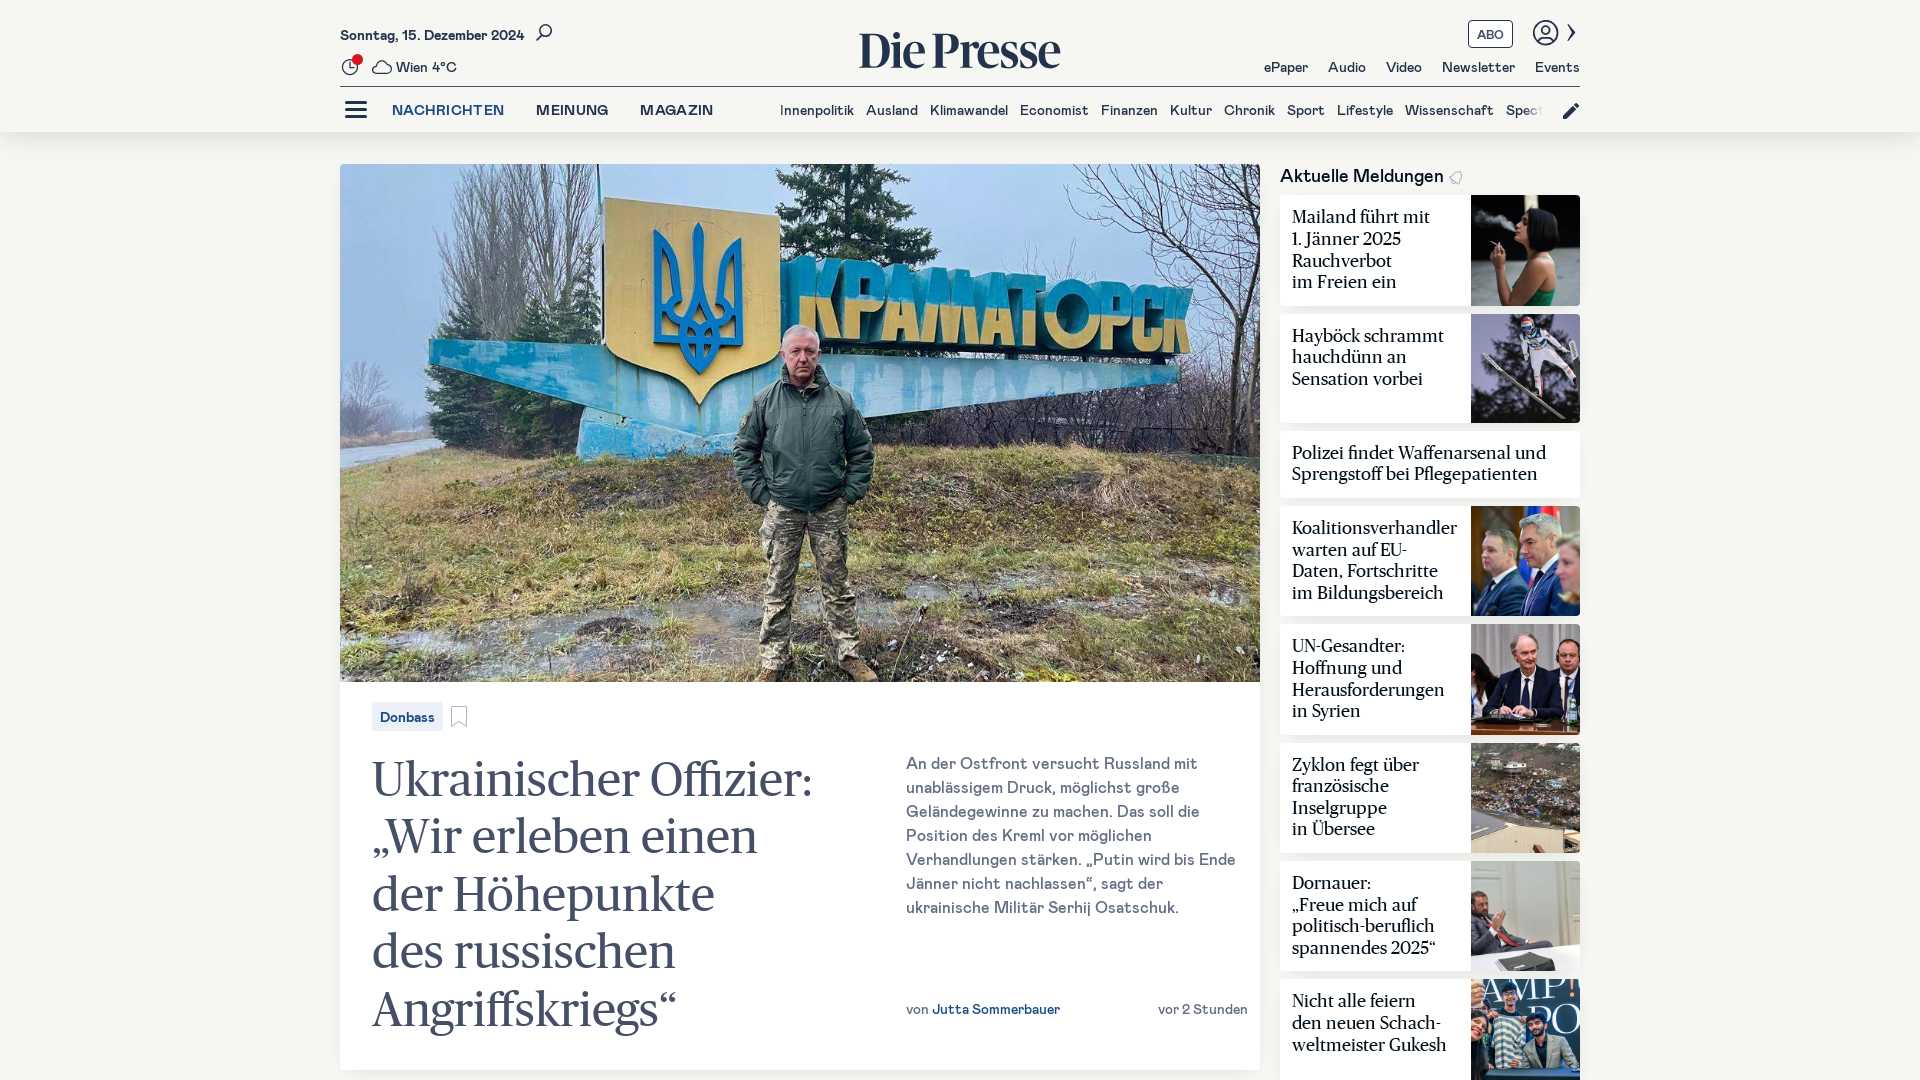 Sonntag, 15. Dezember 2024
Die Presse
ABO
Wien 4°C
ePaper Audio Video Newsletter Events
NACHRICHTEN MEINUNG MAGAZIN
Innenpolitik Ausland Klimawandel Economist Finanzen Kultur Chronik Sport Lifestyle Wissenschaft Spect
КРАМАТОРСК
Donbass
Ukrainischer Offizier:
„Wir erleben einen
der Höhepunkte
des russischen
Angriffskriegs“
An der Ostfront versucht Russland mit
unablässigem Druck, möglichst große
Geländegewinne zu machen. Das soll die
Position des Kreml vor möglichen
Verhandlungen stärken. „Putin wird bis Ende
Jänner nicht nachlassen“, sagt der
ukrainische Militär Serhij Osatschuk.
von Jutta Sommerbauer
vor 2 Stunden
Aktuelle Meldungen
Mailand führt mit
1. Jänner 2025
Rauchverbot
im Freien ein
Hayböck schrammt
hauchdünn an
Sensation vorbei
Polizei findet Waffenarsenal und
Sprengstoff bei Pflegepatienten
Koalitionsverhandler
warten auf EU-
Daten, Fortschritte
im Bildungsbereich
UN-Gesandter:
Hoffnung und
Herausforderungen
in Syrien
Zyklon fegt über
französische
Inselgruppe
in Übersee
Dornauer:
„Freue mich auf
politisch-beruflich
spannendes 2025“
Nicht alle feiern
den neuen Schach-
weltmeister Gukesh
AMP!
PO